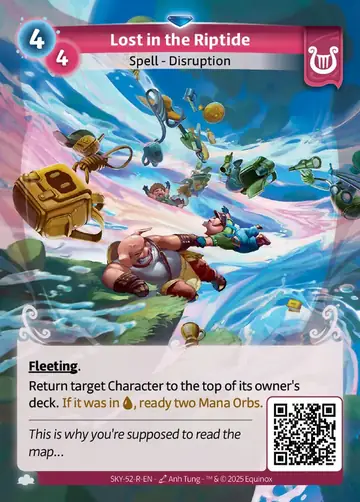 4
4
Lost in the Riptide
Spell - Disruption
Fleeting.
Return target Character to the top of its owner's
deck. If it was in 💧, ready two Mana Orbs.
This is why you're supposed to read the
map...
SKY-52-R-EN - Anh Tung - ™ & © 2025 Equinox